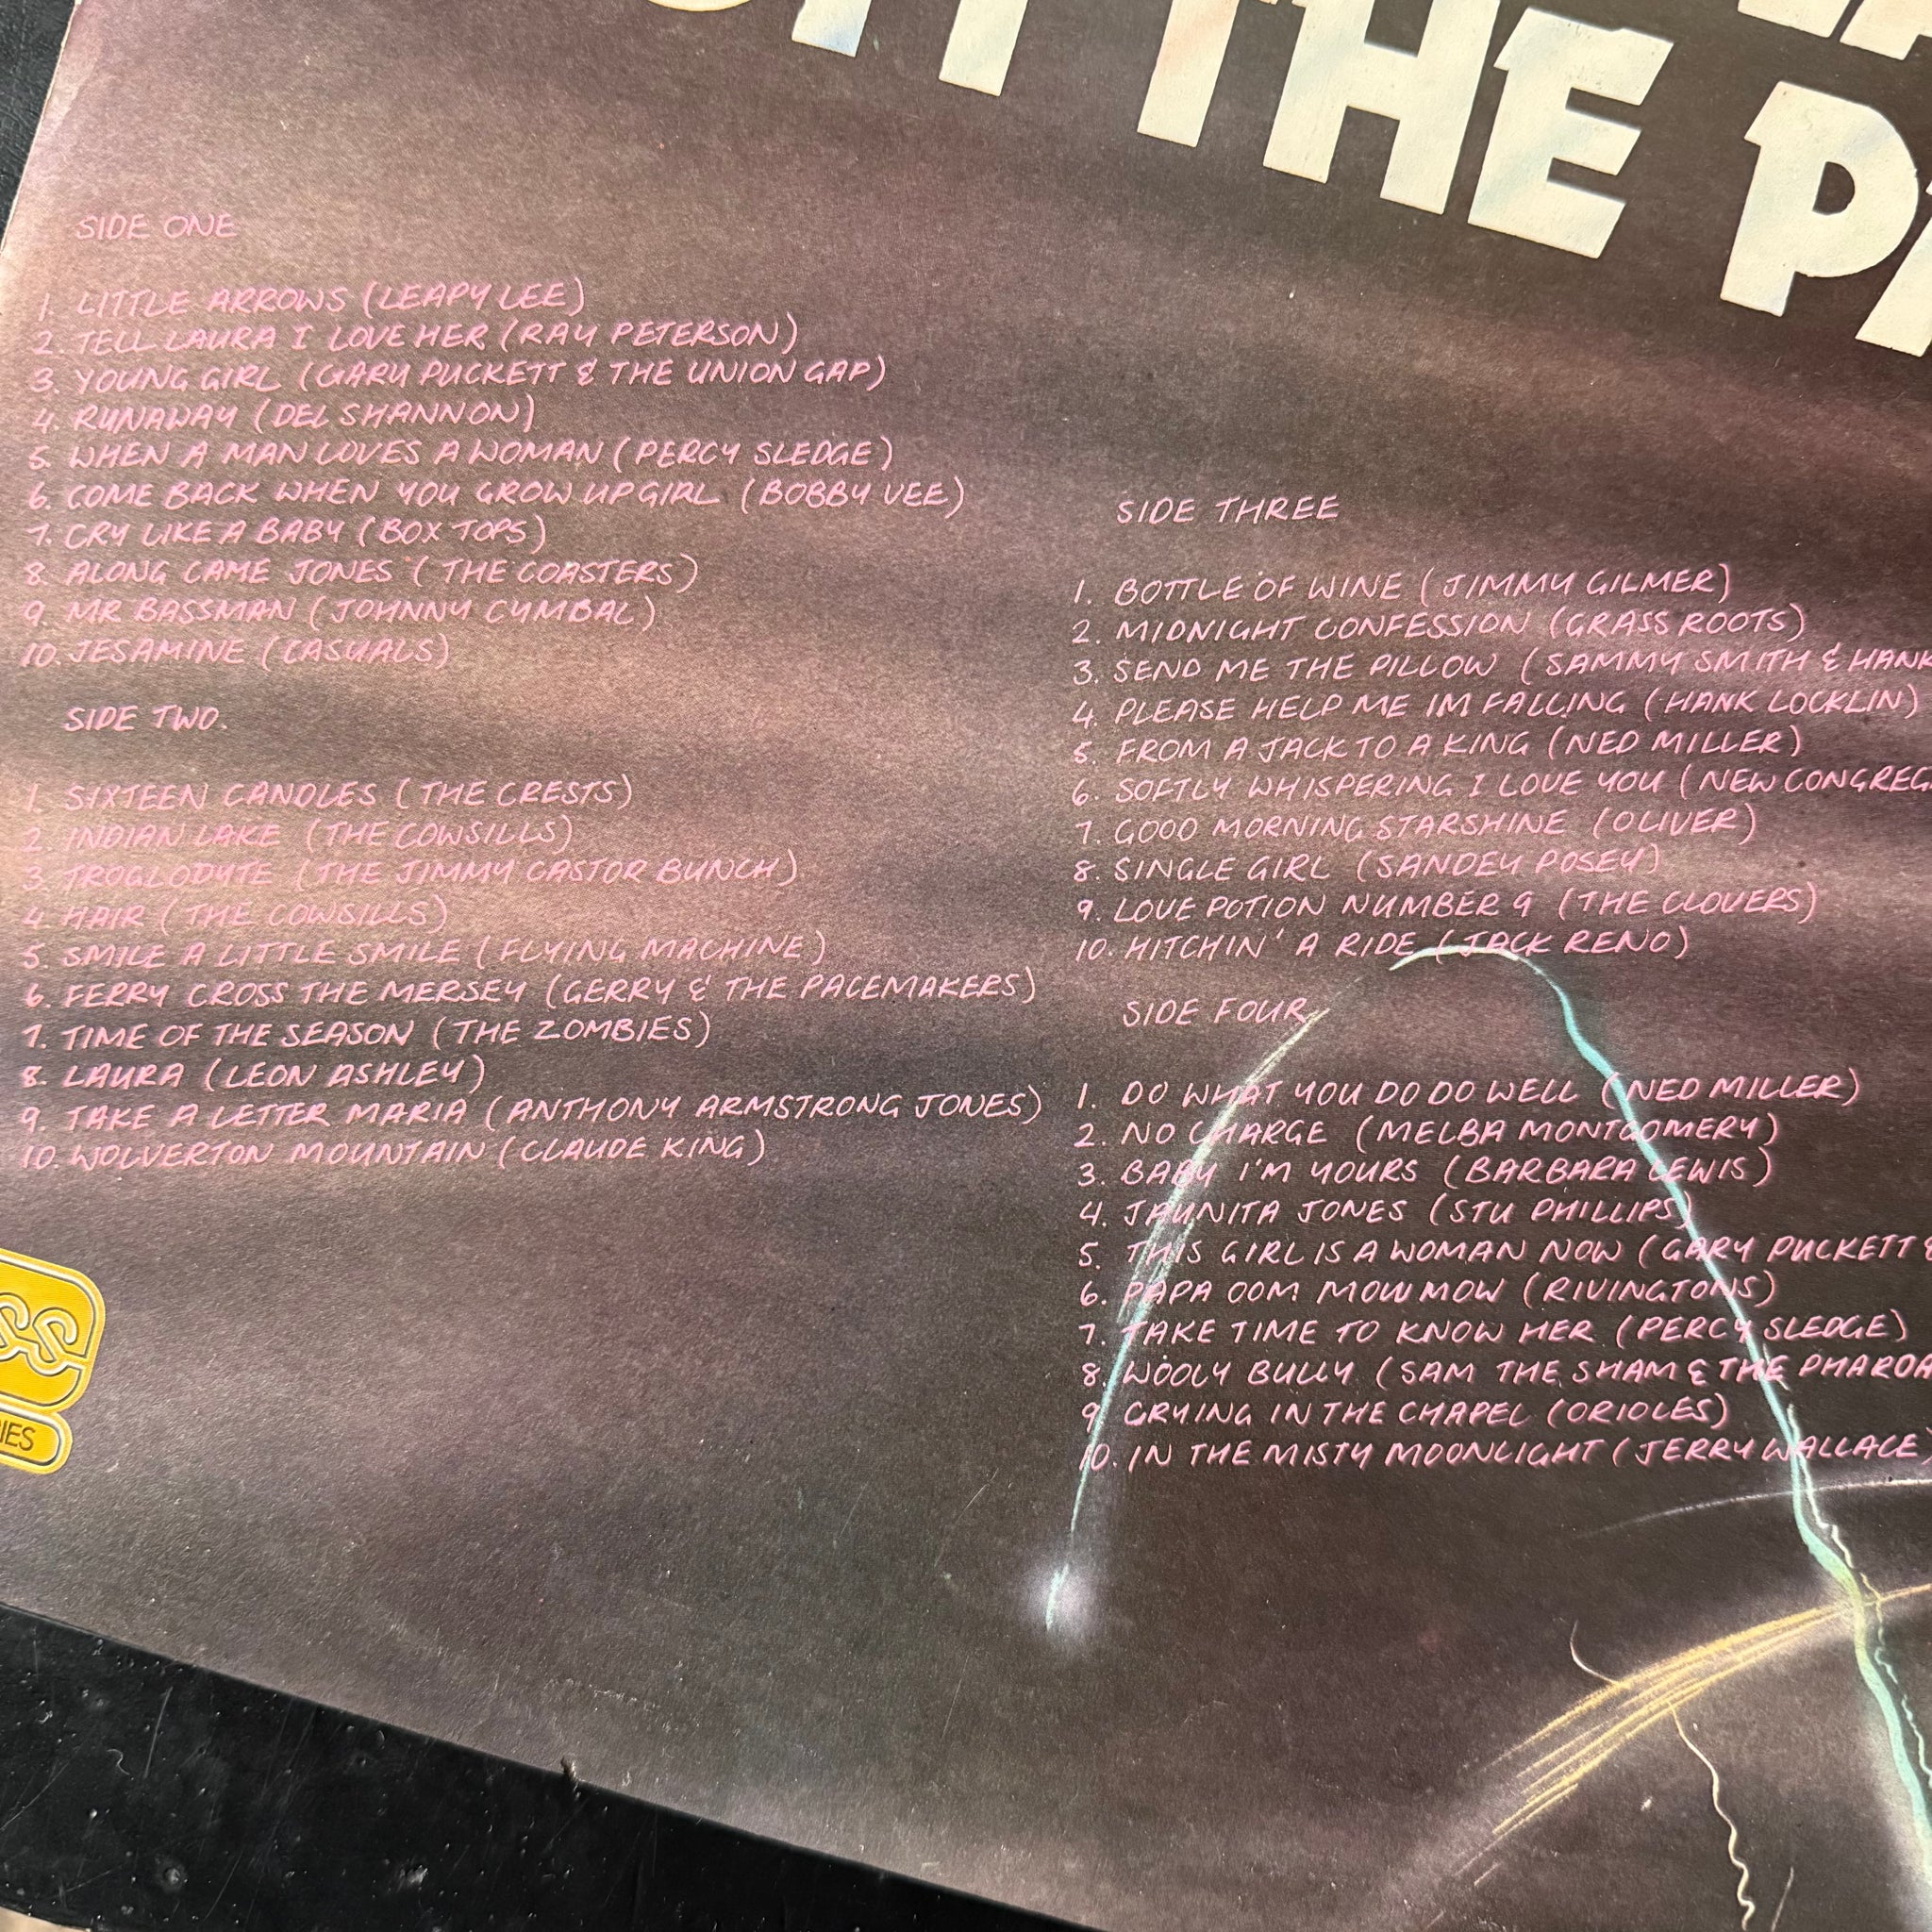 THE PA
SIDE ONE
1. LITTLE ARROWS (LEAPY LEE)
2. TELL LAURA I LOVE HER (RAY PETERSON)
3. YOUNG GIRL (GARY PUCKETT & THE UNION GAP)
4. RUNAWAY (DEL SHANNON)
5. WHEN A MAN LOVES A WOMAN (PERCY SLEDGE)
6. COME BACK WHEN YOU GROW UP GIRL (BOBBY VEE)
7. CRY LIKE A BABY (BOX TOPS)
8. ALONG CAME JONES (THE COASTERS)
9. MR BASSMAN (JOHNNY CYMBAL)
10. JESAMINE (CASUALS)
SIDE TWO.
1. SIXTEEN CANDLES (THE CRESTS)
2. INDIAN LAKE (THE COWSILLS)
3. TROGLODYTE (THE JIMMY CASTOR BUNCH)
4. HAIR (THE COWSILLS)
5. SMILE A LITTLE SMILE (FLYING MACHINE)
6. FERRY CROSS THE MERSEY (GERRY & THE PACEMAKERS)
7. TIME OF THE SEASON (THE ZOMBIES)
8. LAURA (LEON ASHLEY)
9. TAKE A LETTER MARIA (ANTHONY ARMSTRONG JONES)
10. WOLVERTON MOUNTAIN (CLAUDE KING)
SIDE THREE
1. BOTTLE OF WINE (JIMMY GILMER)
2. MIDNIGHT CONFESSION (GRASS ROOTS)
3. SEND ME THE PILLOW (SAMMY SMITH & HANK
4. PLEASE HELP ME IM FALLING (HANK LOCKLIN)
5. FROM A JACK TO A KING (NED MILLER)
6. SOFTLY WHISPERING I LOVE YOU (NEW CONGREG
7. GOOD MORNING STARSHINE (OLIVER)
8. SINGLE GIRL (SANDEY POSEY)
9. LOVE POTION NUMBER 9 (THE CLOVERS)
10. HITCHIN' A RIDE (JACK RENO)
SIDE FOUR
1. DO WHAT YOU DO DO WELL (NED MILLER)
2. NO CHARGE (MELBA MONTGOMERY)
3. BABY I'M YOURS (BARBARA LEWIS)
4. JAUNITA JONES (STU PHILLIPS)
5. THIS GIRL IS A WOMAN NOW (GARY PUCKETT &
6. PAPA OOM MOW MOW (RIVINGTONS)
7. TAKE TIME TO KNOW HER (PERCY SLEDGE)
8. WOOLY BULLY (SAM THE SHAM & THE PHAROA
9. CRYING IN THE CHAPEL (ORIOLES)
10. IN THE MISTY MOONLIGHT (JERRY WALLACE)
SS
IES